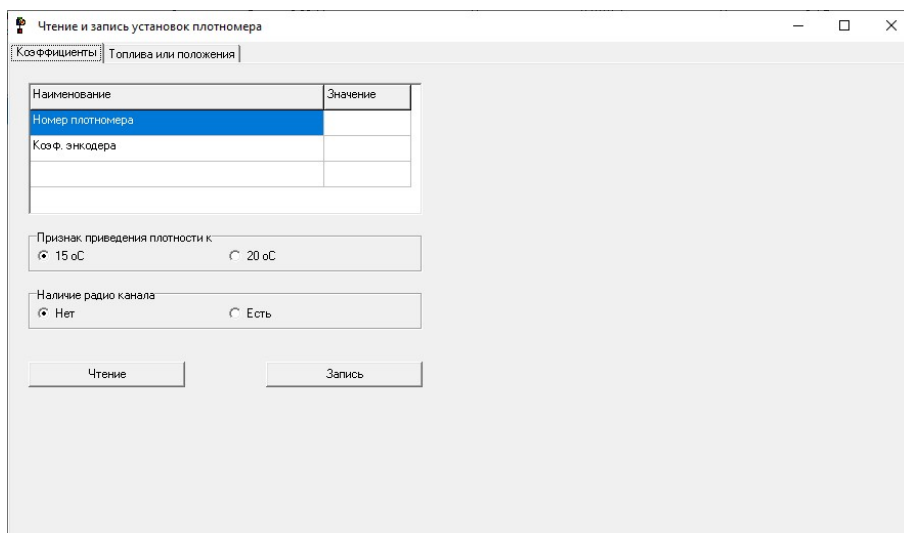 Чтение и запись установок плотномера
Коэффициенты Топлива или положения
Наименование Значение
Номер плотномера
Коэф. энкодера
Признак приведения плотности к
15 оС 20 оС
Наличие радио канала
Нет Есть
Чтение Запись